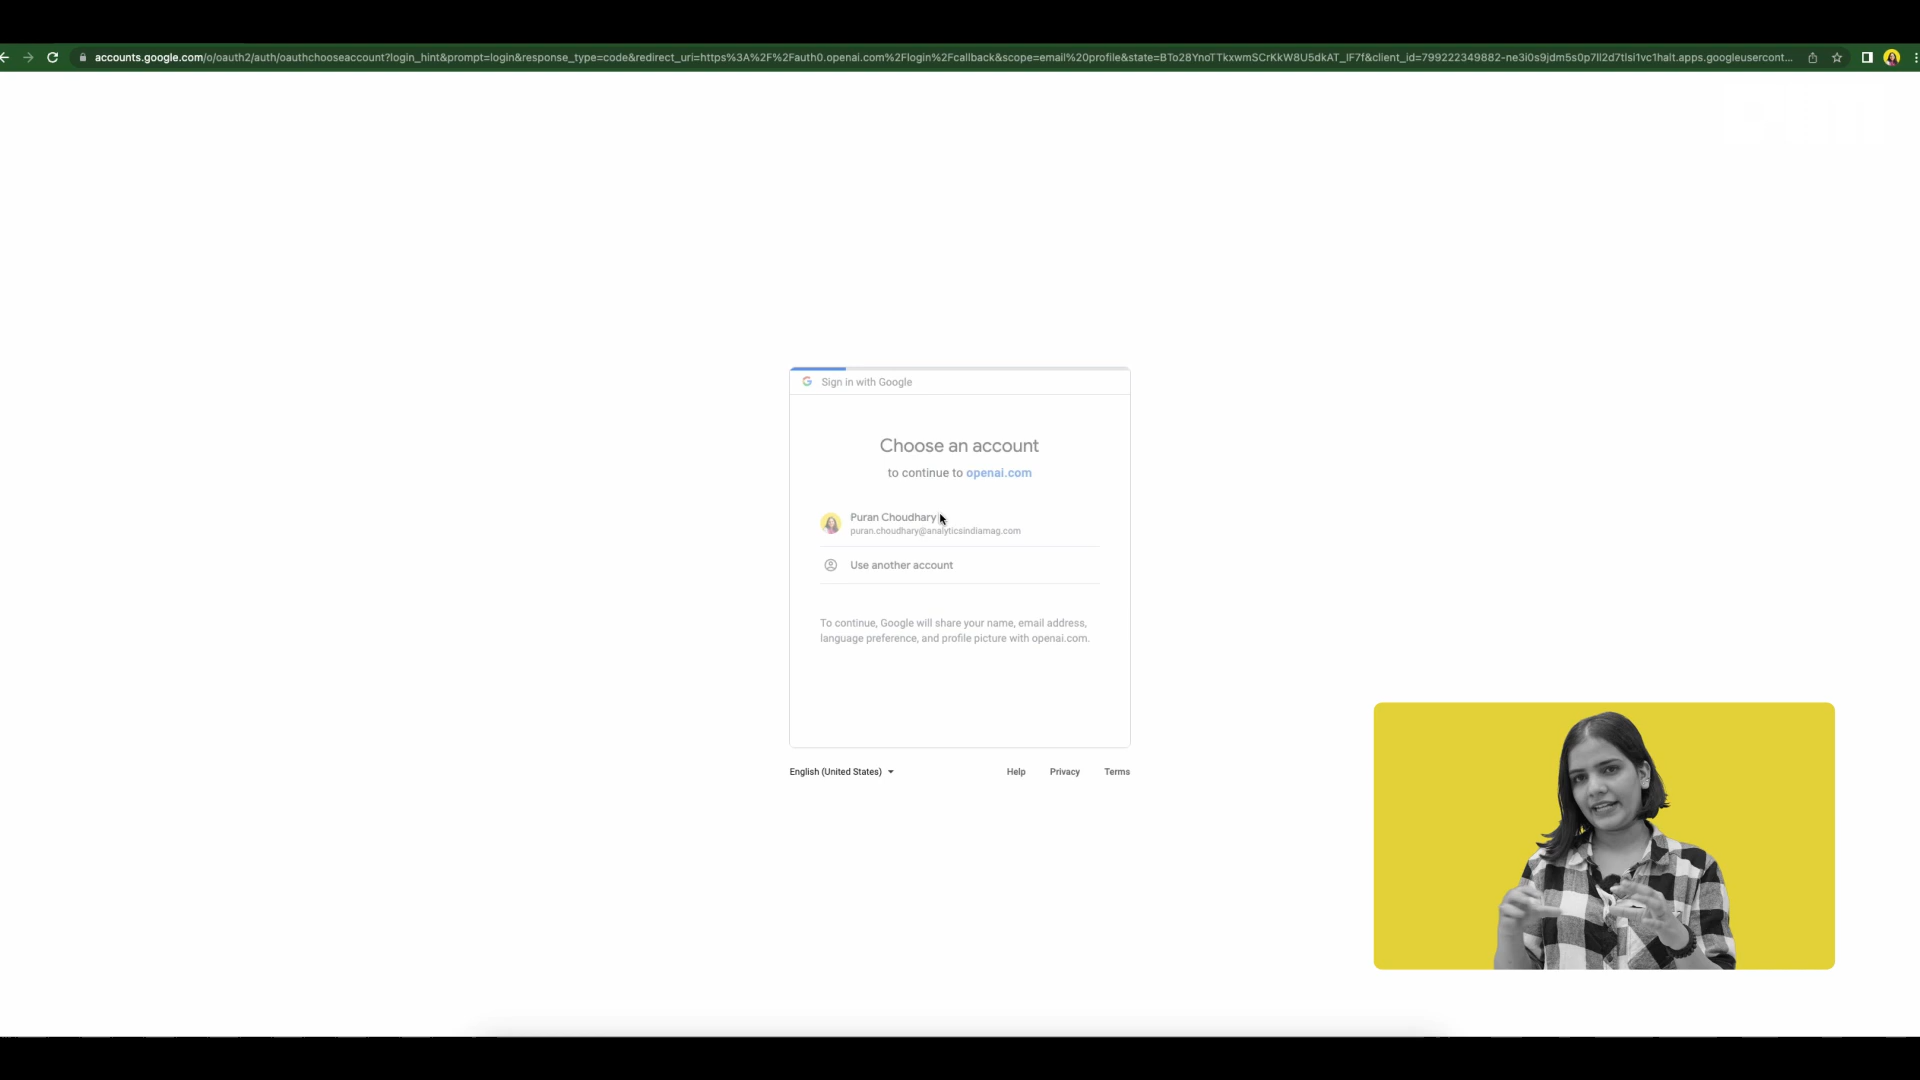 accounts.google.com/o/oauth2/auth/oauthchooseaccount?login_hint&prompt=login&response_type=code&redirect_uri=https%3A%2F%2Fauth0.openai.com%2Flogin%2Fcallback&scope=email%20profile&state=BTo28YnoTTkxwmSCrKkW8U5dkAT_IF7f&client_id=799222349882-ne3i0s9jdm5s0p7ll2d7tlsi1vc1halt.apps.googleusercont...
Sign in with Google
Choose an account
to continue to openai.com
Puran Choudhary
puran.choudhary@analyticsindiamag.com
Use another account
To continue, Google will share your name, email address,
language preference, and profile picture with openai.com.
English (United States) Help Privacy Terms